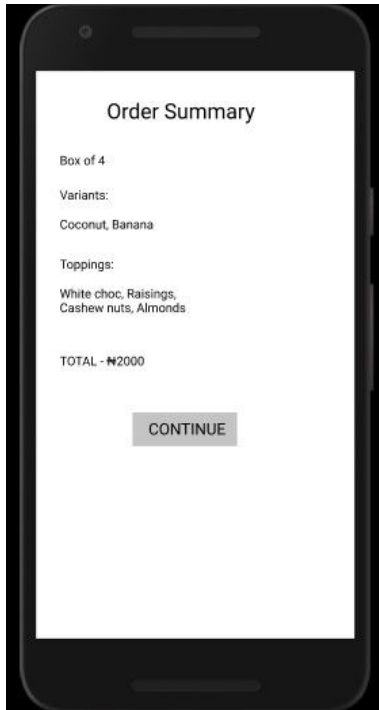 Order Summary
Box of 4
Variants:
Coconut, Banana
Toppings:
White choc, Raisings,
Cashew nuts, Almonds
TOTAL - ₦2000
CONTINUE